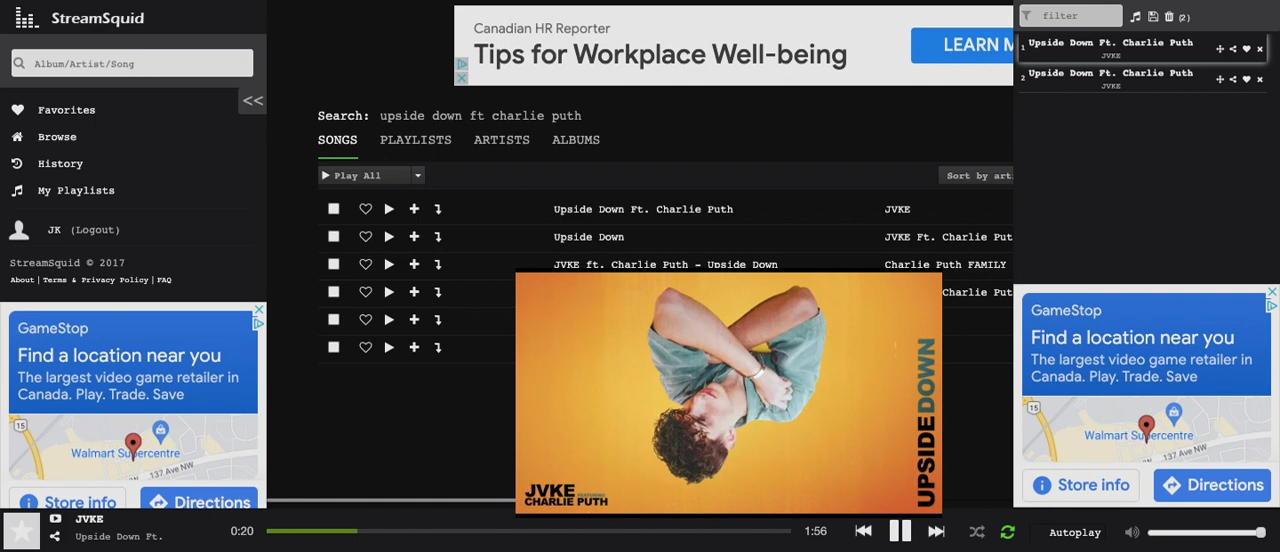 StreamSquid
Album/Artist/Song
<<
Favorites
Browse
History
My Playlists
JK (Logout)
StreamSquid © 2017
About | Terms & Privacy Policy | FAQ
GameStop
Find a location near you
The largest video game retailer in
Canada. Play. Trade. Save
15
Walmart Supercentre
137 Ave NW
Store info
Directions
Canadian HR Reporter
Tips for Workplace Well-being
LEARN M
Search: upside down ft charlie puth
SONGS PLAYLISTS ARTISTS ALBUMS
Play All
Sort by art
Upside Down Ft. Charlie Puth JVKE
Upside Down JVKE Ft. Charlie Put
JVKE ft. Charlie Puth - Upside Down Charlie Puth FAMILY
Charlie Put
UPSIDEDOWN
JVKE FEATURING
CHARLIE PUTH
filter
(2)
1 Upside Down Ft. Charlie Puth
JVKE
2 Upside Down Ft. Charlie Puth
JVKE
GameStop
Find a location near you
The largest video game retailer in
Canada. Play. Trade. Save
15
Walmart Supercentre
137 Ave NW
Store info
Directions
JVKE
Upside Down Ft.
0:20
1:56
Autoplay